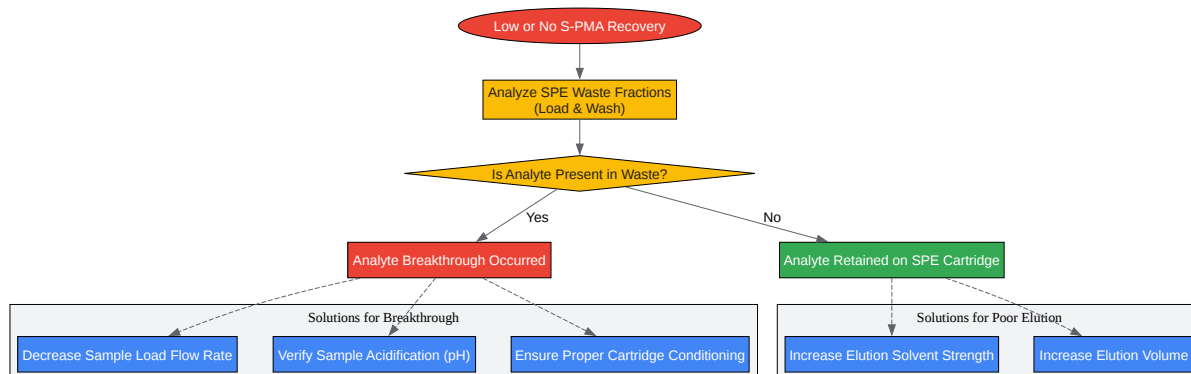 Low or No S-PMA Recovery
Analyze SPE Waste Fractions
(Load & Wash)
Is Analyte Present in Waste?
Yes
No
Analyte Breakthrough Occurred
Analyte Retained on SPE Cartridge
Solutions for Breakthrough
Solutions for Poor Elution
Decrease Sample Load Flow Rate
Verify Sample Acidification (pH)
Ensure Proper Cartridge Conditioning
Increase Elution Solvent Strength
Increase Elution Volume